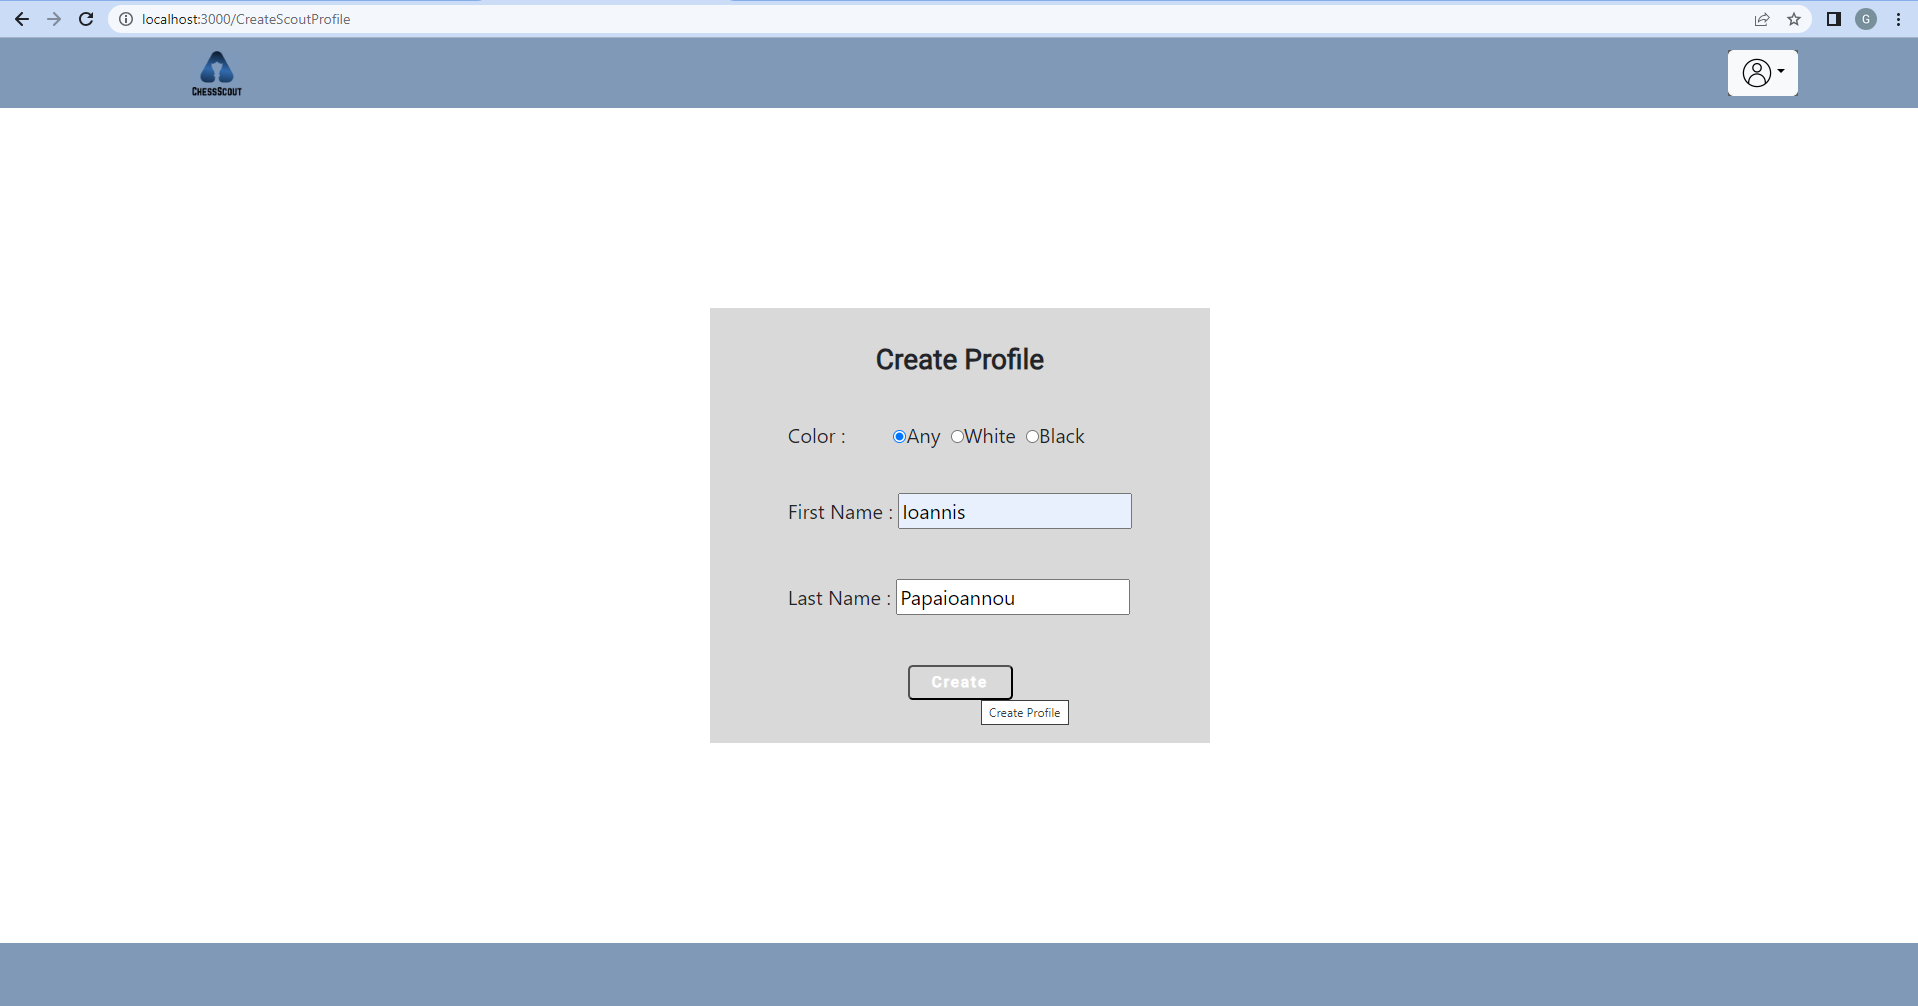 localhost:3000/CreateScoutProfile
G
ChessScout
Create Profile
Color : Any White Black
First Name : Ioannis
Last Name : Papaioannou
Create
Create Profile